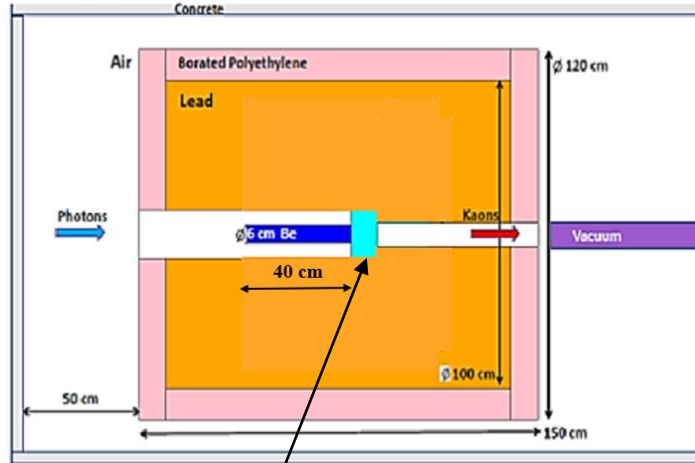 Concrete
Air
Borated Polyethylene
Ø 120 cm
Lead
Photons
Kaons
Ø 6 cm Be
Vacuum
40 cm
Ø 100 cm
50 cm
150 cm